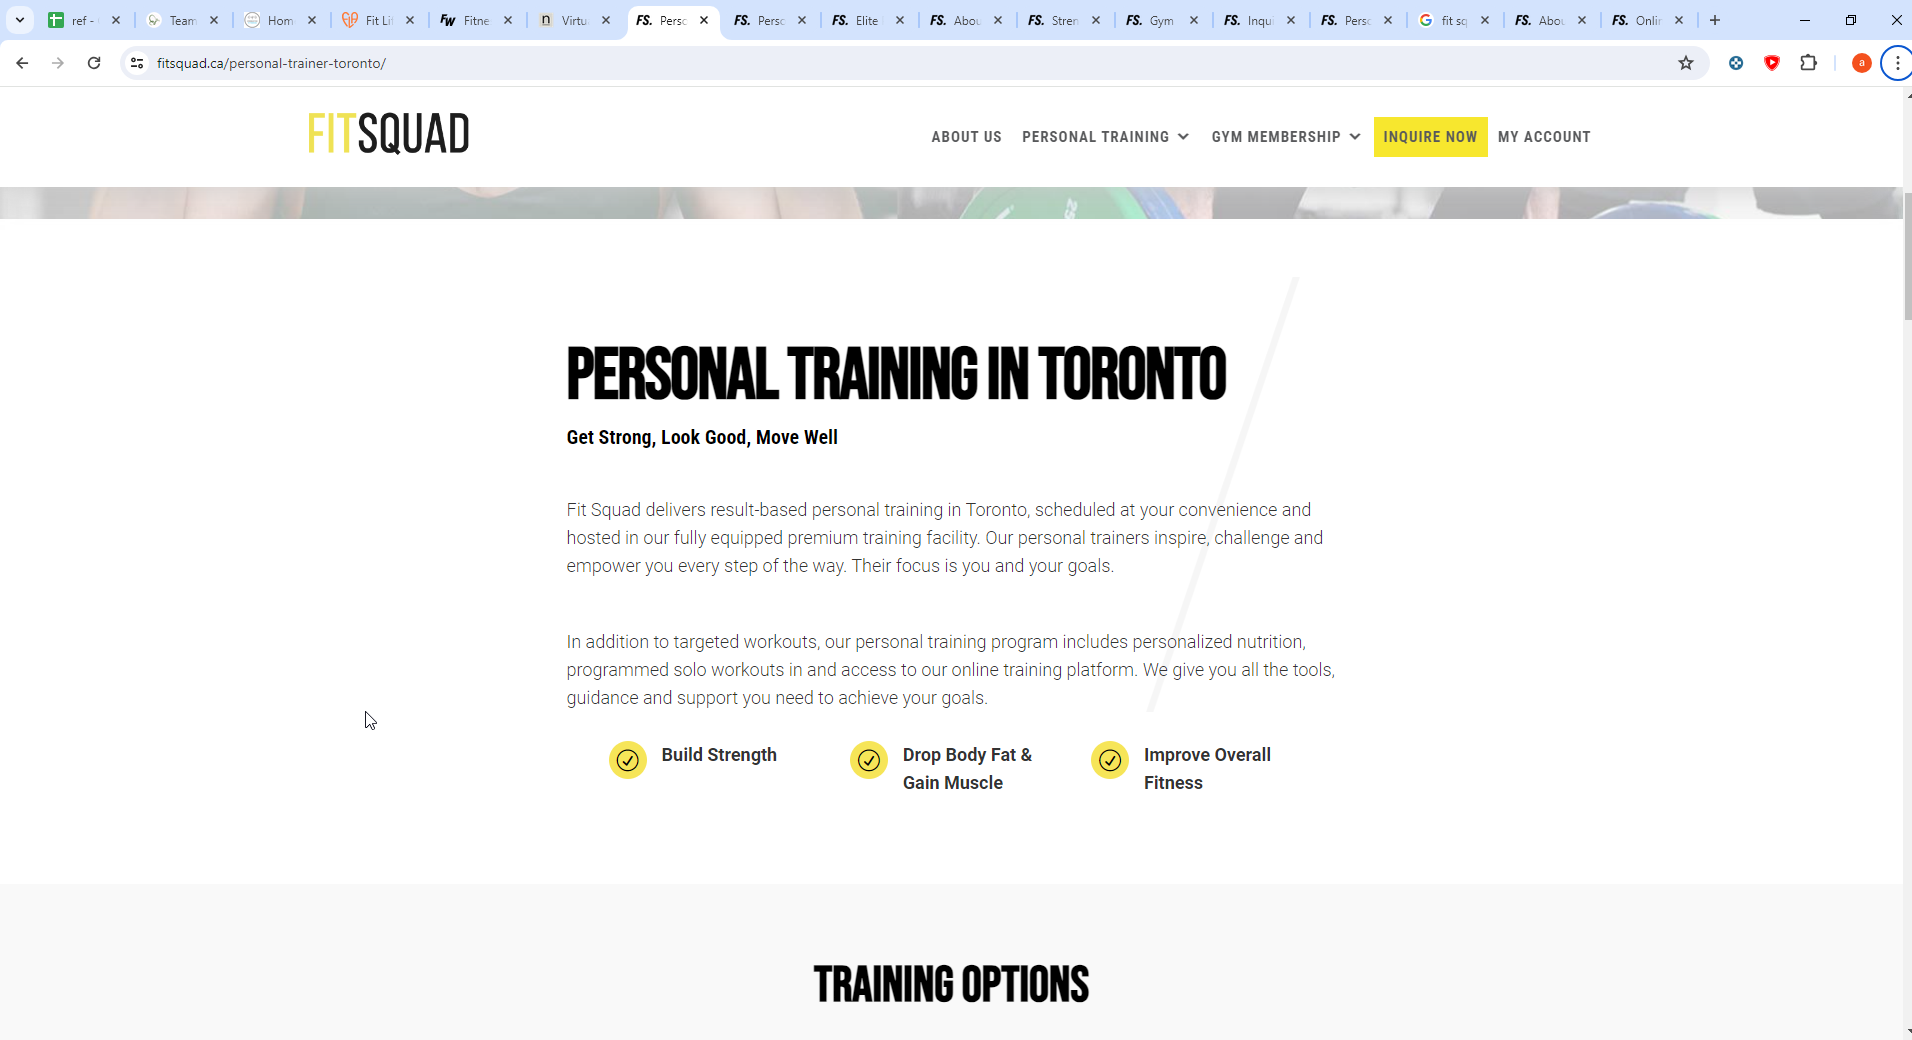 ref -
Team
Hom
Fit Li
Fitne
Virtu
Perso
Perso
Elite
Abou
Stren
Gym
Inqui
Perso
fit sq
Abou
Onlin
fitsquad.ca/personal-trainer-toronto/
a
FITSQUAD
ABOUT US PERSONAL TRAINING GYM MEMBERSHIP INQUIRE NOW MY ACCOUNT
25
PERSONAL TRAINING IN TORONTO
Get Strong, Look Good, Move Well
Fit Squad delivers result-based personal training in Toronto, scheduled at your convenience and
hosted in our fully equipped premium training facility. Our personal trainers inspire, challenge and
empower you every step of the way. Their focus is you and your goals.
In addition to targeted workouts, our personal training program includes personalized nutrition,
programmed solo workouts in and access to our online training platform. We give you all the tools,
guidance and support you need to achieve your goals.
Build Strength
Drop Body Fat &
Gain Muscle
Improve Overall
Fitness
TRAINING OPTIONS